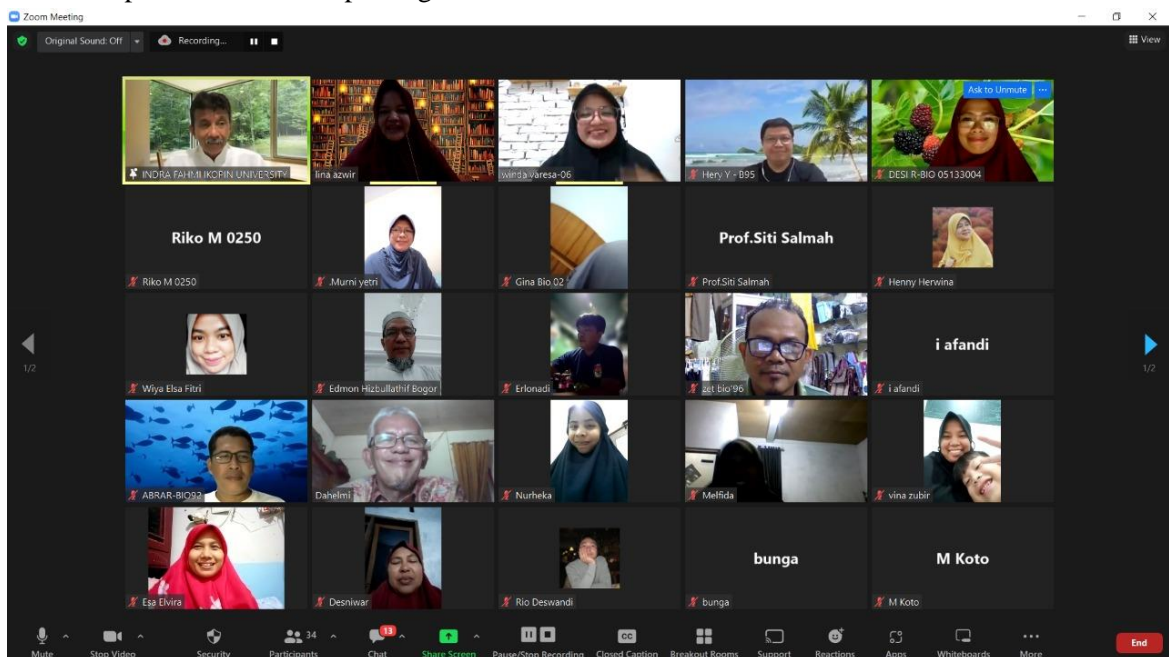 Zoom Meeting
Original Sound: Off
Recording...
View
Ask to Unmute
INDRA FAHMI IKOPIN UNIVERSITY
lina azwir
winda varesa-06
Hery Y - B95
DESI R-BIO 05133004
Riko M 0250
Prof.Siti Salmah
Riko M 0250
.Murni yetri
Gina Bio 02
Prof.Siti Salmah
Henny Herwina
i afandi
1/2
1/2
Wiya Elsa Fitri
Edmon Hizbullathif Bogor
Erlonadi
zet bio'96
i afandi
ABRAR-BIO92
Dahelmi
Nurheka
Melfida
vina zubir
bunga
M Koto
Esa Elvira
Desniwar
Rio Deswandi
bunga
M Koto
34
13
CC
End
Mute
Stop Video
Security
Participants
Chat
Share Screen
Pause/Stop Recording
Closed Caption
Breakout Rooms
Support
Reactions
Apps
Whiteboards
More